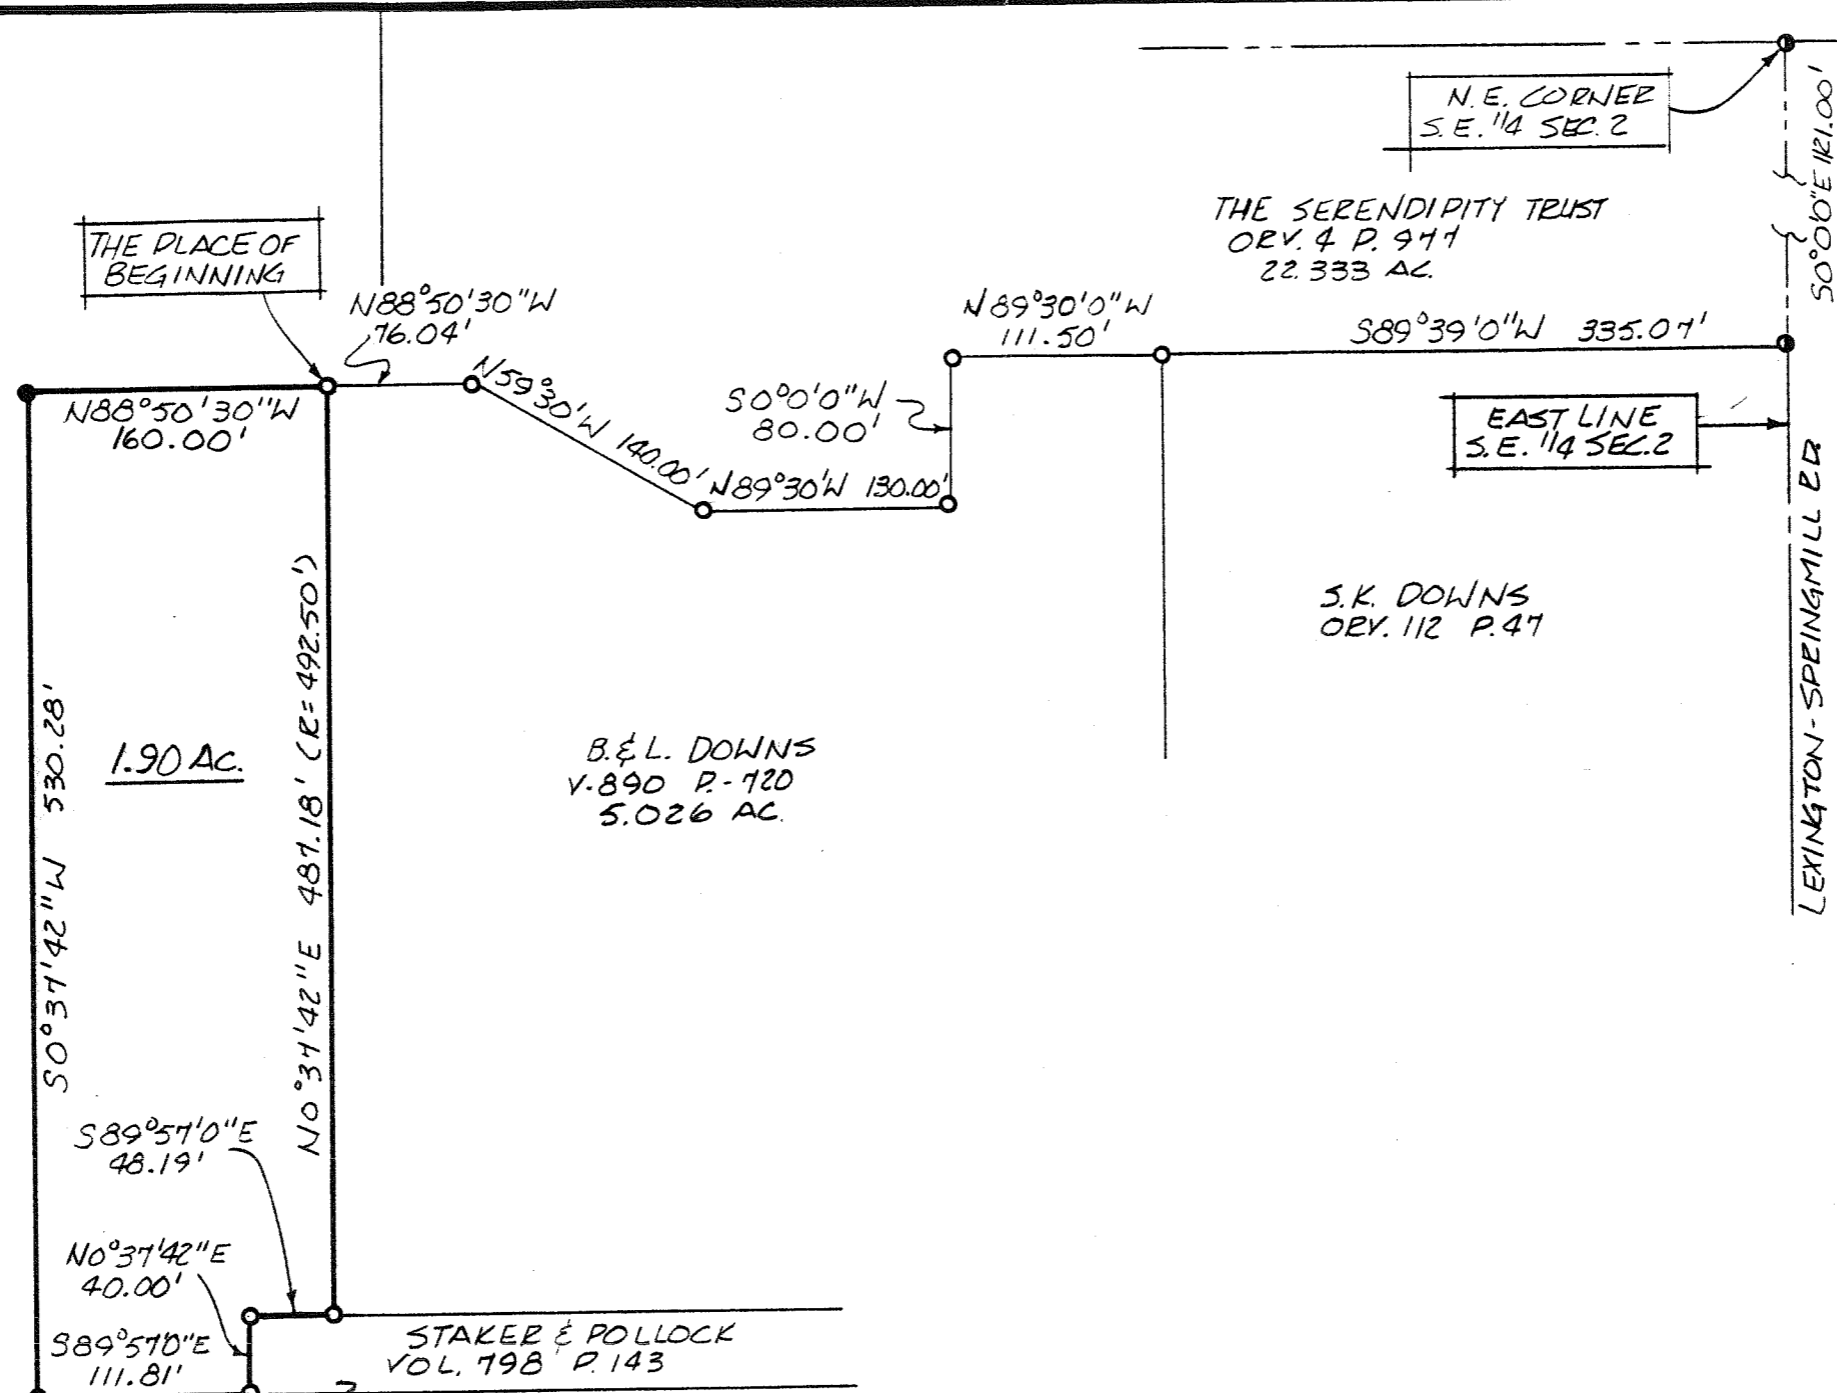 N.E. CORNER
S.E. 1/4 SEC. 2
S0°0'0"E 1121.00'
THE SERENDIPITY TRUST
ORV. 4 P. 977
22.333 AC.
THE PLACE OF
BEGINNING
N88°50'30"W
76.04'
N89°30'0"W
111.50'
S89°39'0"W 335.07'
N88°50'30"W
160.00'
N59°30'W 140.00'
S0°0'0"W
80.00'
N89°30'W 130.00'
EAST LINE
S.E. 1/4 SEC. 2
LEXINGTON-SPRINGMILL RD.
S.K. DOWNS
ORV. 112 P. 47
S0°37'42"W 530.28'
1.90 AC.
N0°37'42"E 487.18' (R=492.50')
B. & L. DOWNS
V-890 P.-720
5.026 AC.
S89°57'0"E
48.19'
N0°37'42"E
40.00'
S89°57'0"E
111.81'
STAKER & POLLOCK
VOL. 798 P. 143